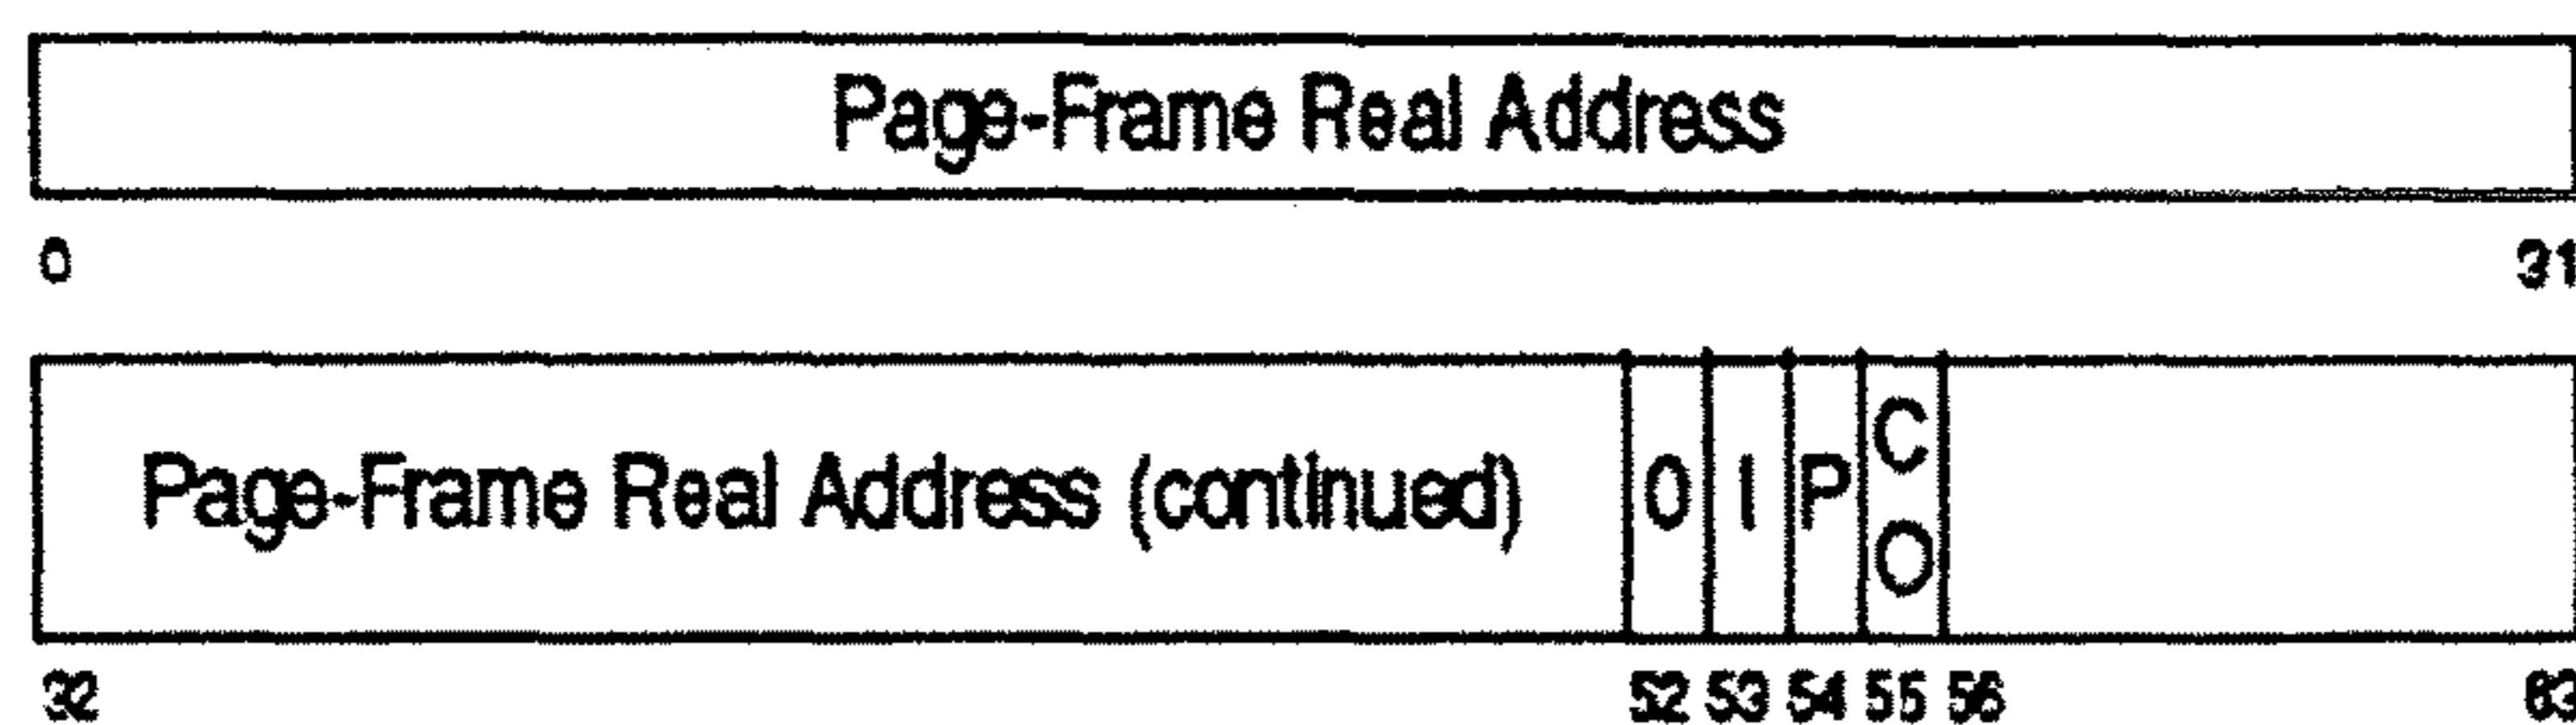 Page-Frame Real Address
0 31
Page-Frame Real Address (continued) 0 I P C O
32 52 53 54 55 56 63